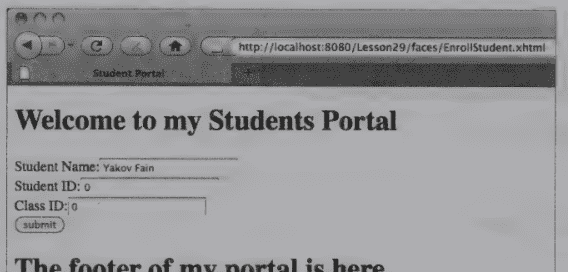 http://localhost:8080/Lesson29/faces/EnrollStudent.xhtml
Student Portal
Welcome to my Students Portal
Student Name: Yakov Fain
Student ID: 0
Class ID: 0
submit
The footer of my portal is here